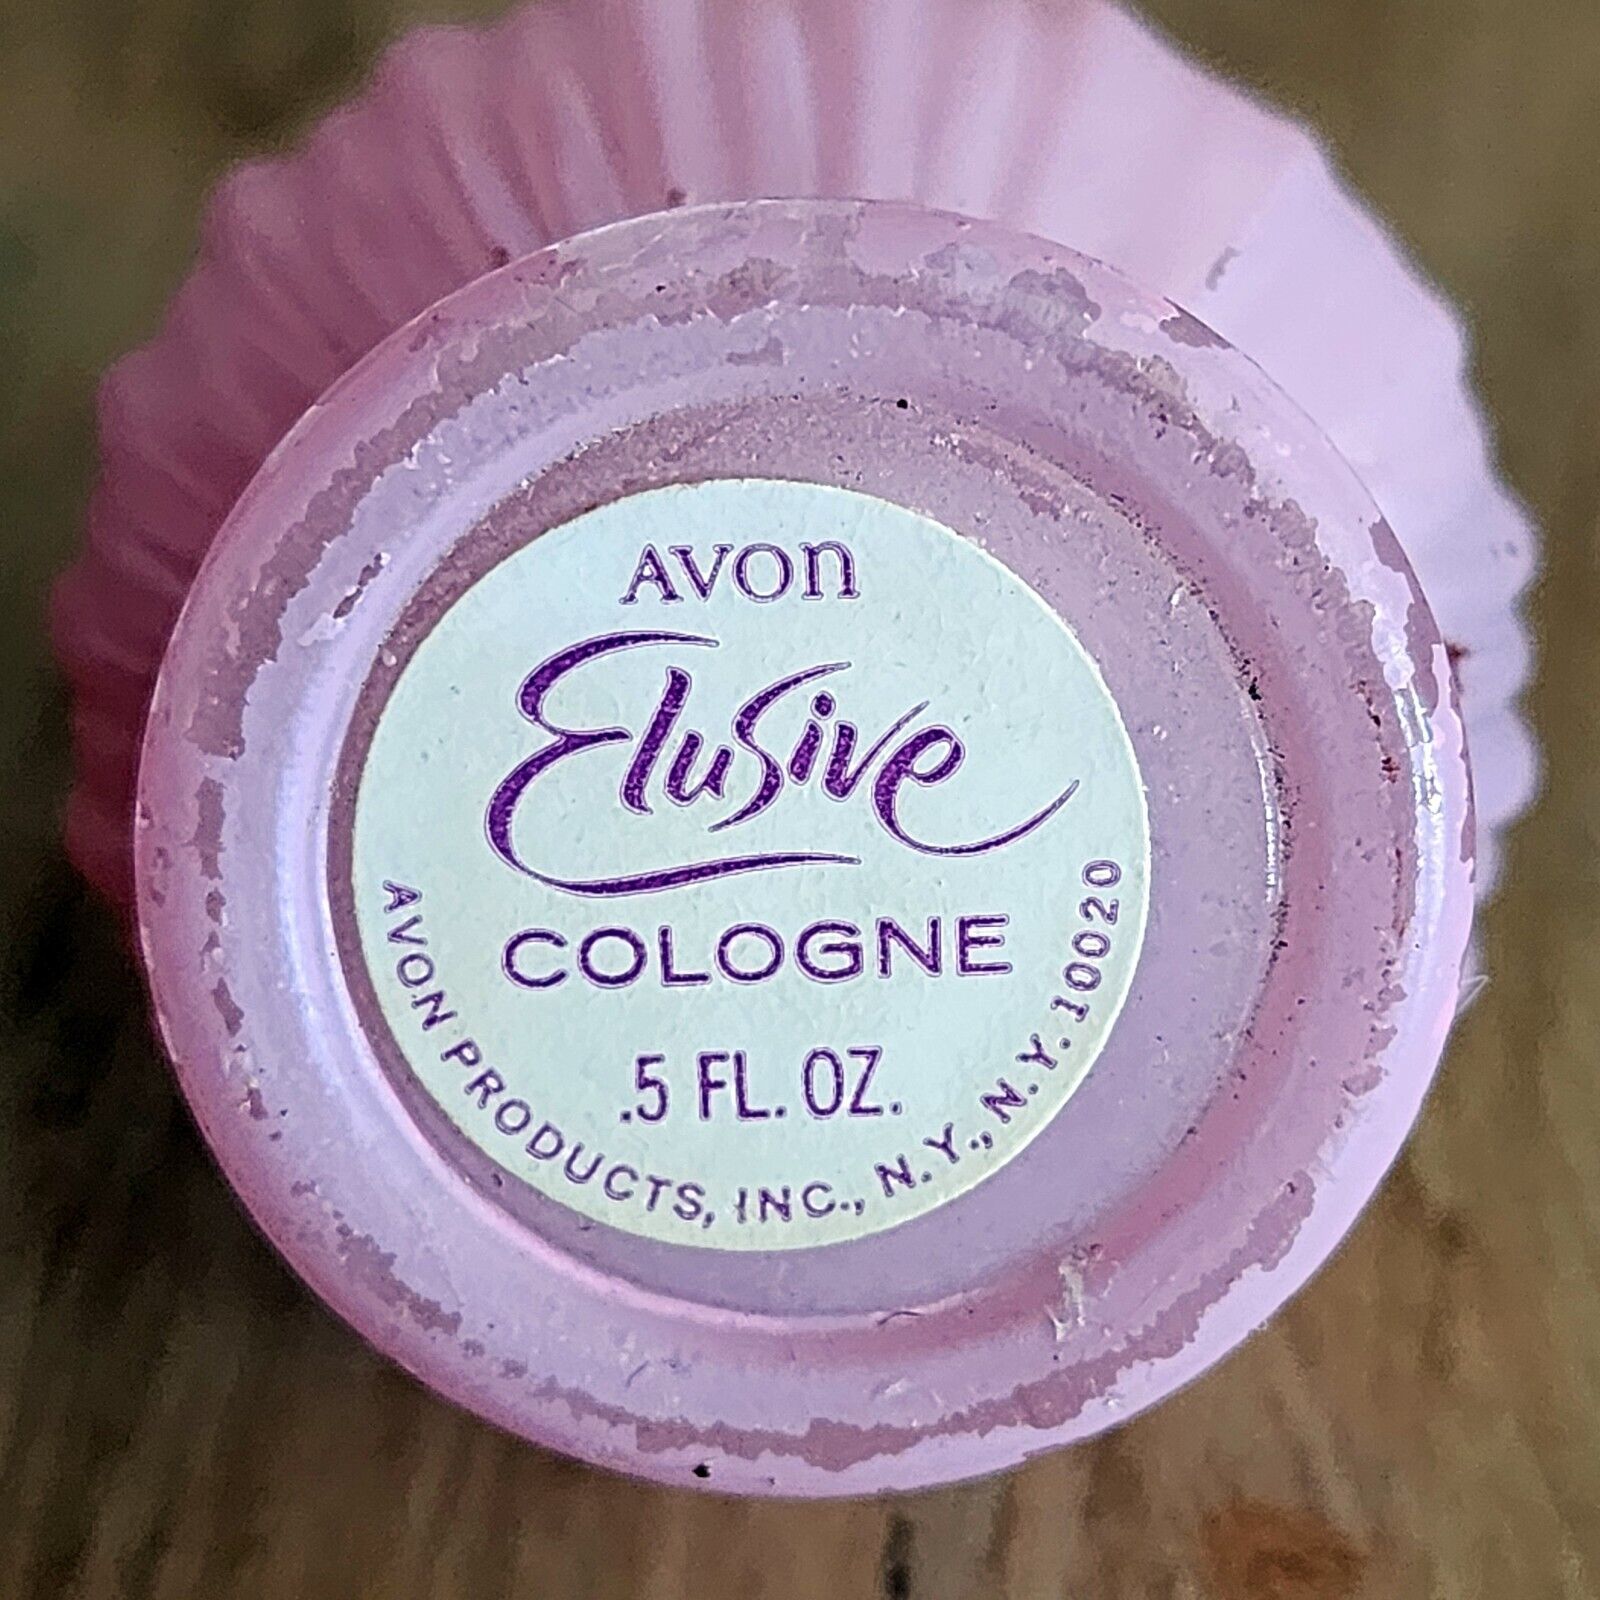 AVON
Elusive
COLOGNE
.5 FL. OZ.
AVON PRODUCTS, INC., N.Y., N.Y. 10020